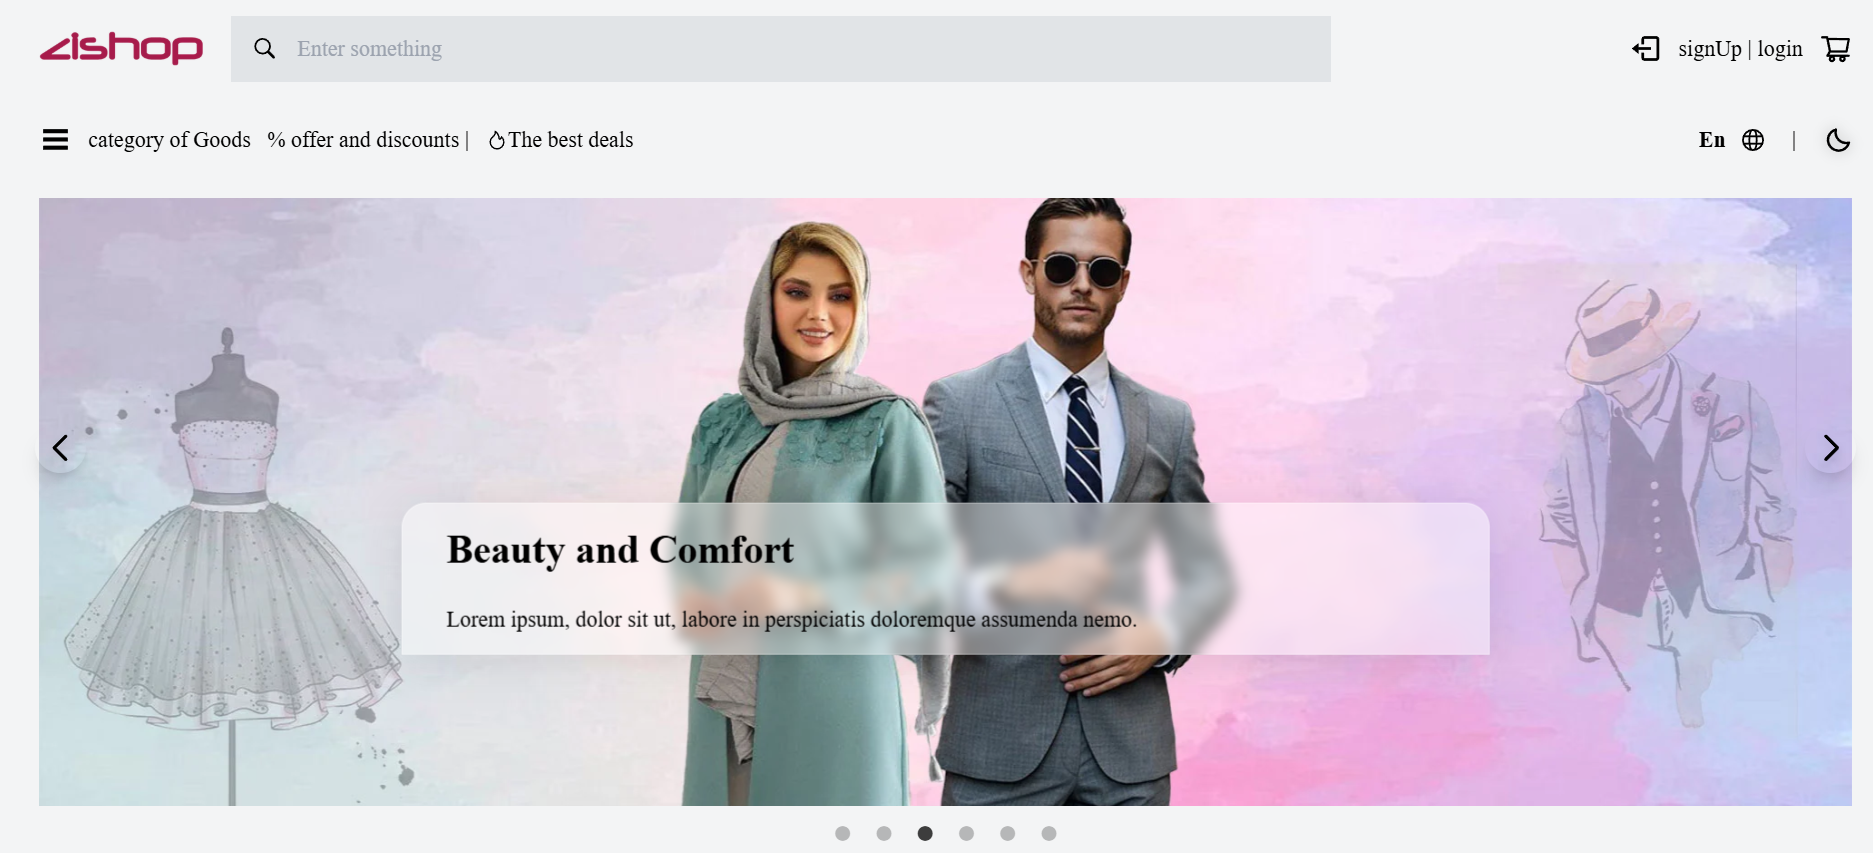 4ishop
Enter something
signUp | login
category of Goods % offer and discounts | The best deals
En |
Beauty and Comfort
Lorem ipsum, dolor sit ut, labore in perspiciatis doloremque assumenda nemo.